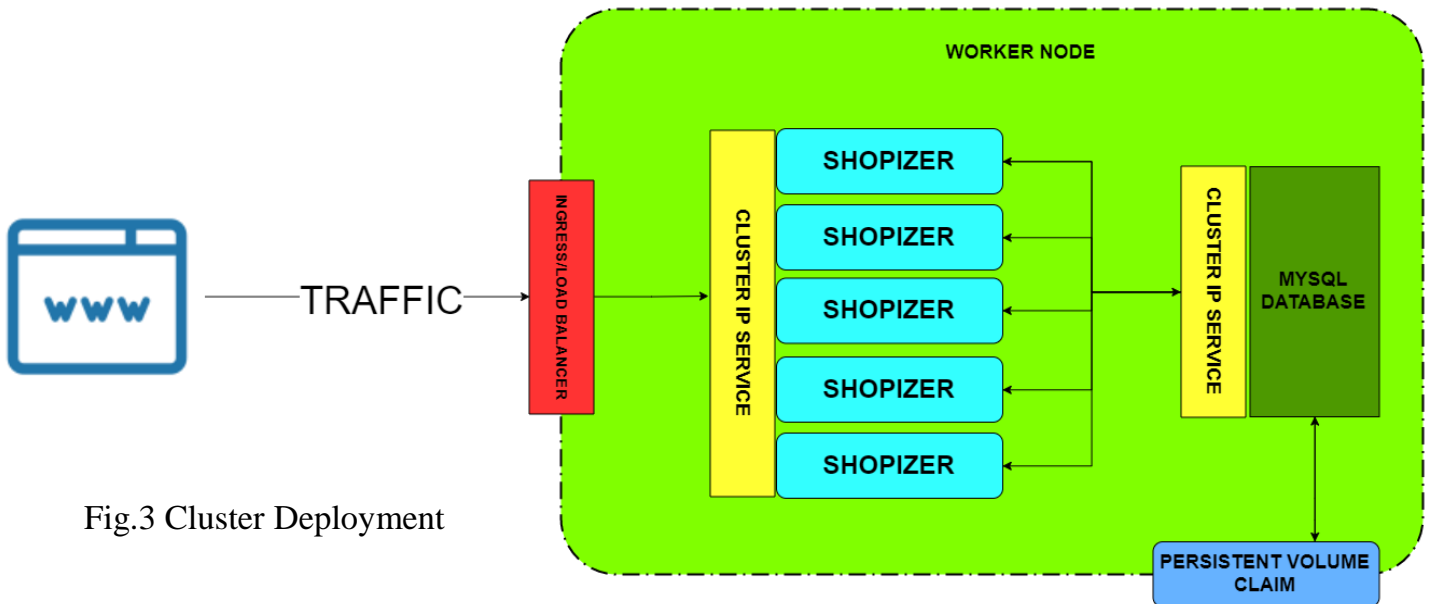 WORKER NODE
www
TRAFFIC
INGRESS/LOAD BALANCER
CLUSTER IP SERVICE
SHOPIZER
SHOPIZER
SHOPIZER
SHOPIZER
SHOPIZER
CLUSTER IP SERVICE
MYSQL
DATABASE
PERSISTENT VOLUME
CLAIM
Fig.3 Cluster Deployment